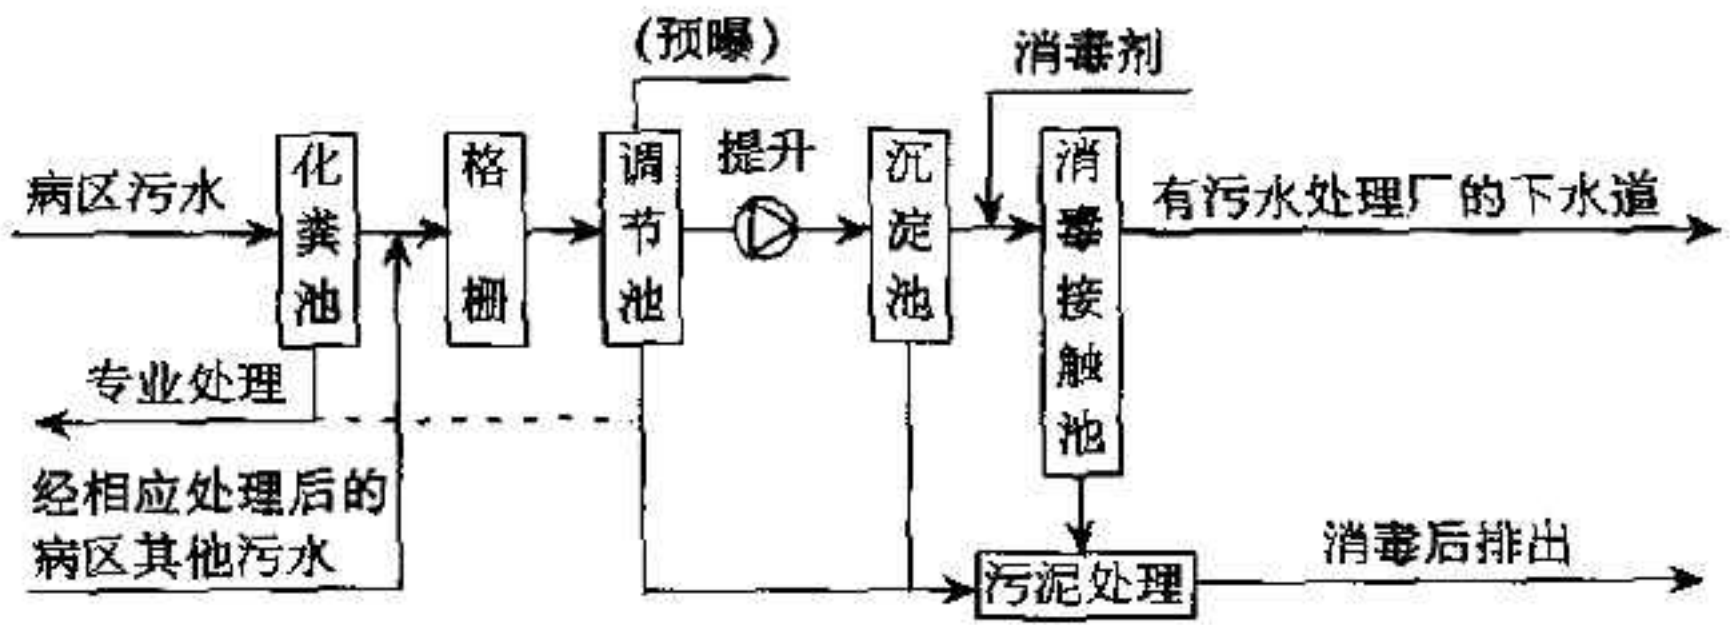 (预曝)
消毒剂
病区污水
化粪池
格栅
调节池
提升
沉淀池
消毒接触池
有污水处理厂的下水道
专业处理
经相应处理后的
病区其他污水
污泥处理
消毒后排出